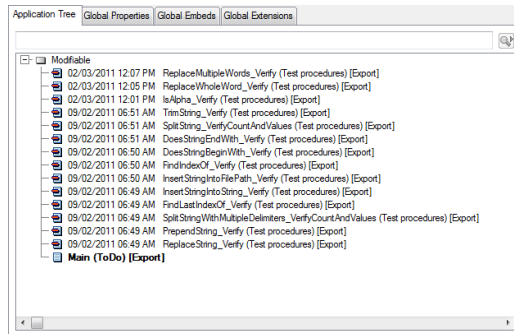 Application Tree Global Properties Global Embeds Global Extensions
Modifiable
02/03/2011 12:07 PM ReplaceMultipleWords_Verify (Test procedures) [Export]
02/03/2011 12:05 PM ReplaceWholeWord_Verify (Test procedures) [Export]
02/03/2011 12:01 PM IsAlpha_Verify (Test procedures) [Export]
09/02/2011 06:51 AM TrimString_Verify (Test procedures) [Export]
09/02/2011 06:51 AM SplitString_VerifyCountAndValues (Test procedures) [Export]
09/02/2011 06:51 AM DoesStringEndWith_Verify (Test procedures) [Export]
09/02/2011 06:50 AM DoesStringBeginWith_Verify (Test procedures) [Export]
09/02/2011 06:50 AM FindIndexOf_Verify (Test procedures) [Export]
09/02/2011 06:50 AM InsertStringIntoFilePath_Verify (Test procedures) [Export]
09/02/2011 06:49 AM InsertStringIntoString_Verify (Test procedures) [Export]
09/02/2011 06:49 AM FindLastIndexOf_Verify (Test procedures) [Export]
09/02/2011 06:49 AM SplitStringWithMultipleDelimiters_VerifyCountAndValues (Test procedures) [Export]
09/02/2011 06:49 AM PrependString_Verify (Test procedures) [Export]
09/02/2011 06:49 AM ReplaceString_Verify (Test procedures) [Export]
Main (ToDo) [Export]